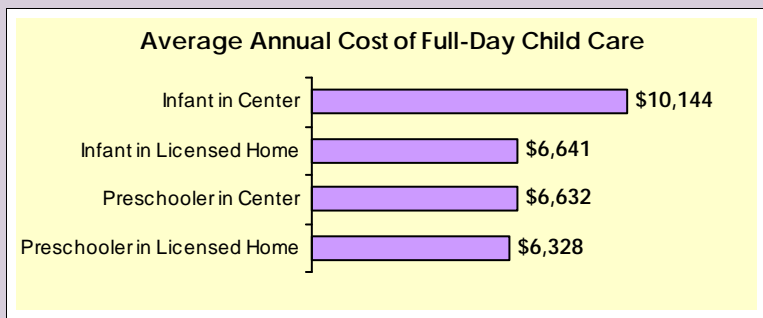 Average Annual Cost of Full-Day Child Care
Infant in Center $10,144
Infant in Licensed Home $6,641
Preschooler in Center $6,632
Preschooler in Licensed Home $6,328